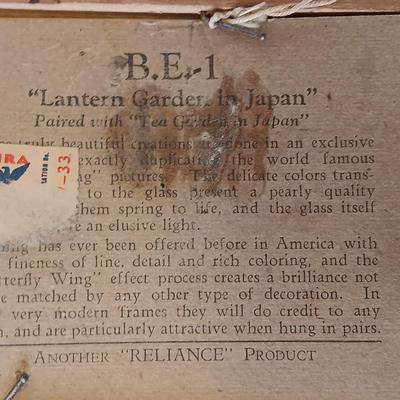 B.E.-1
"Lantern Garden in Japan"
Paired with "Tea Garden in Japan"
truly beautiful creations are done in an exclusive
exactly duplicating the world famous
pictures. The delicate colors trans-
to the glass present a pearly quality
them spring to life, and the glass itself
an elusive light.
has ever been offered before in America with
fineness of line, detail and rich coloring, and the
Wing" effect process creates a brilliance not
matched by any other type of decoration. In
very modern frames they will do credit to any
and are particularly attractive when hung in pairs.
ANOTHER "RELIANCE" PRODUCT
RA
-33